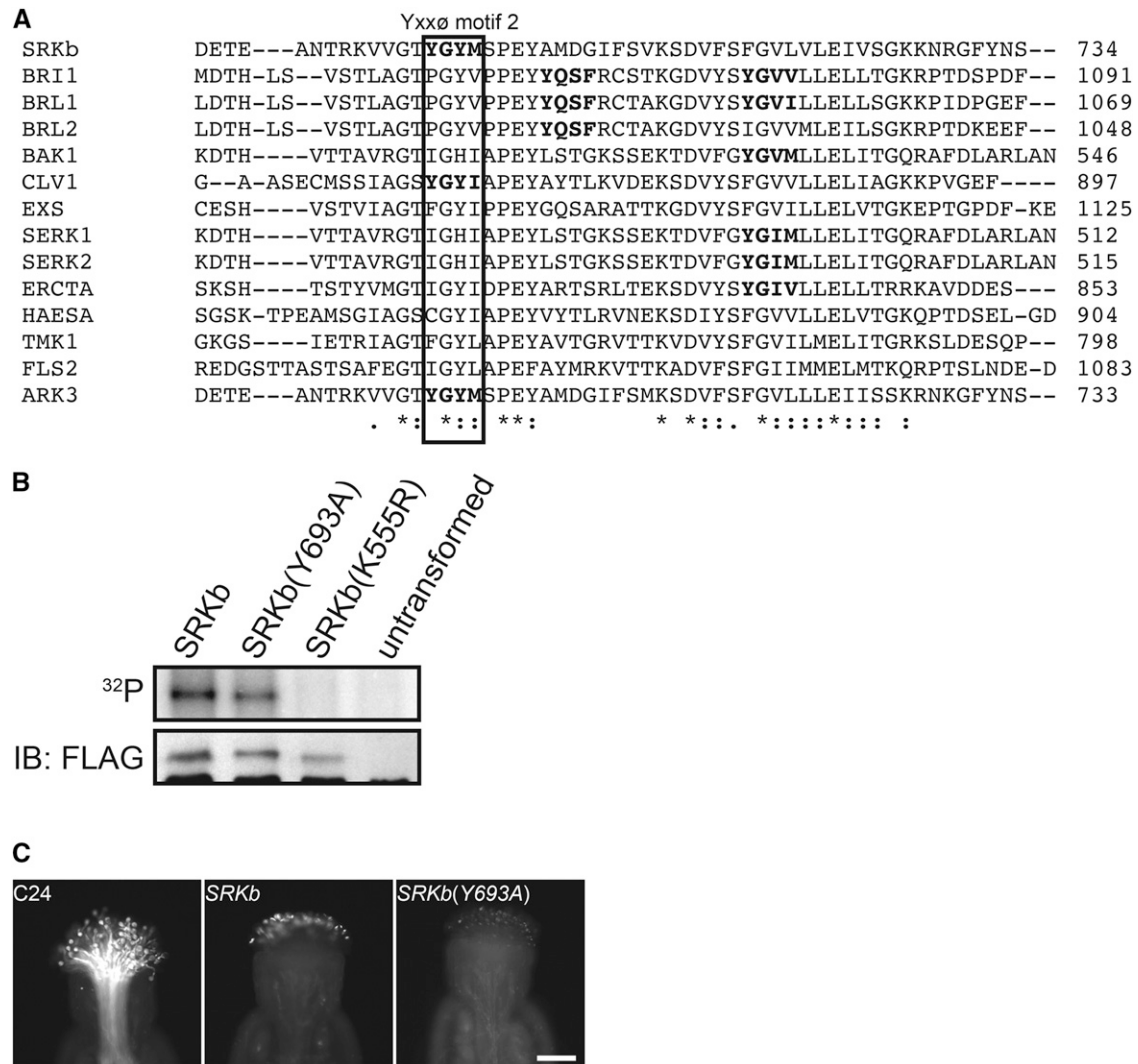 A
Yxxø motif 2
SRKb DETE---ANTRKVVGTYGYMSPEYAMDGIFSVKSDVFSFGVLVLEIVSGKKNRGFYNS-- 734
BRI1 MDTH-LS--VSTLAGTPGYVPPEYYQSFRCSTKGDVYSYGVVLLELLTGKRPTDSPDF-- 1091
BRL1 LDTH-LS--VSTLAGTPGYVPPEYYQSFRCTAKGDVYSYGVILLELLSGKKPIDPGEF-- 1069
BRL2 LDTH-LS--VSTLAGTPGYVPPEYYQSFRCTAKGDVYSIGVVMLEILSGKRPTDKEEF-- 1048
BAK1 KDTH----VTTAVRGTIGHIAPEYLSTGKSSEKTDVFGYGVMLLELITGQRAFDLARLAN 546
CLV1 G--A-ASECMSSIAGSYGYIAPEYAYTLKVDEKSDVYSFGVVLLELIAGKKPVGEF---- 897
EXS CESH----VSTVIAGTFGYIPPEYGQSARATTKGDVYSFGVILLELVTGKEPTGPDF-KE 1125
SERK1 KDTH----VTTAVRGTIGHIAPEYLSTGKSSEKTDVFGYGIMLLELITGQRAFDLARLAN 512
SERK2 KDTH----VTTAVRGTIGHIAPEYLSTGKSSEKTDVFGYGIMLLELITGQRAFDLARLAN 515
ERCTA SKSH----TSTYVMGTIGYIDPEYARTSRLTEKSDVYSYGIVLLELLTRRKAVDDES--- 853
HAESA SGSK-TPEAMSGIAGSCGYIAPEYVYTLRVNEKSDIYSFGVVLLELVTGKQPTDSEL-GD 904
TMK1 GKGS----IETRIAGTFGYLAPEYAVTGRVTTKVDVYSFGVILMELITGRKSLDESQP-- 798
FLS2 REDGSTTASTSAFEGTIGYLAPEFAYMRKVTTKADVFSFGIIMMELMTKQRPTSLNDE-D 1083
ARK3 DETE---ANTRKVVGTYGYMSPEYAMDGIFSMKSDVFSFGVLLLEIISSKRNKGFYNS-- 733
. *: *:: **: * *::. *::::*::: :
B
SRKb SRKb(Y693A) SRKb(K555R) untransformed
32P
IB: FLAG
C
C24 SRKb SRKb(Y693A)